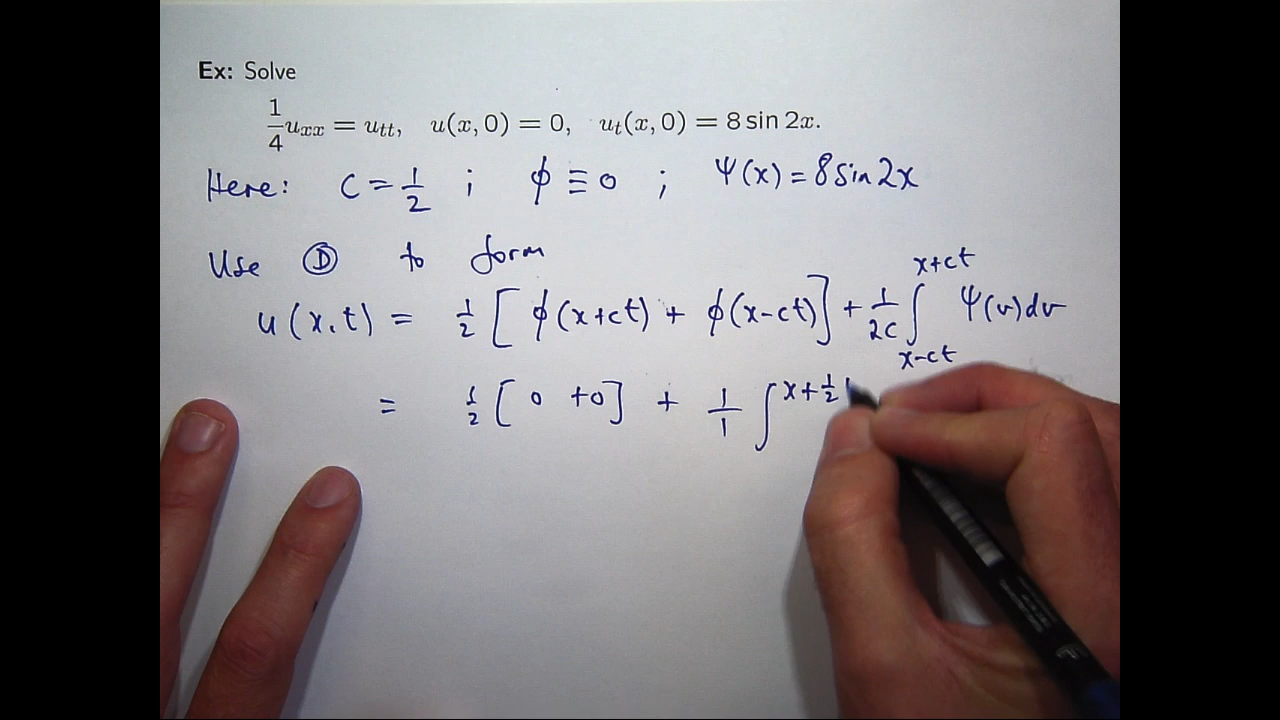 Ex: Solve
1/4 u_xx = u_tt, u(x, 0) = 0, u_t(x, 0) = 8 sin 2x.
Here: c = 1/2 ; φ ≡ 0 ; ψ(x) = 8 sin 2x
Use Ⓓ to form
u(x,t) = 1/2 [ φ(x+ct) + φ(x-ct) ] + 1/2c ∫_{x-ct}^{x+ct} ψ(v)dv
= 1/2 [ 0 +0 ] + 1/1 ∫^{x+1/2